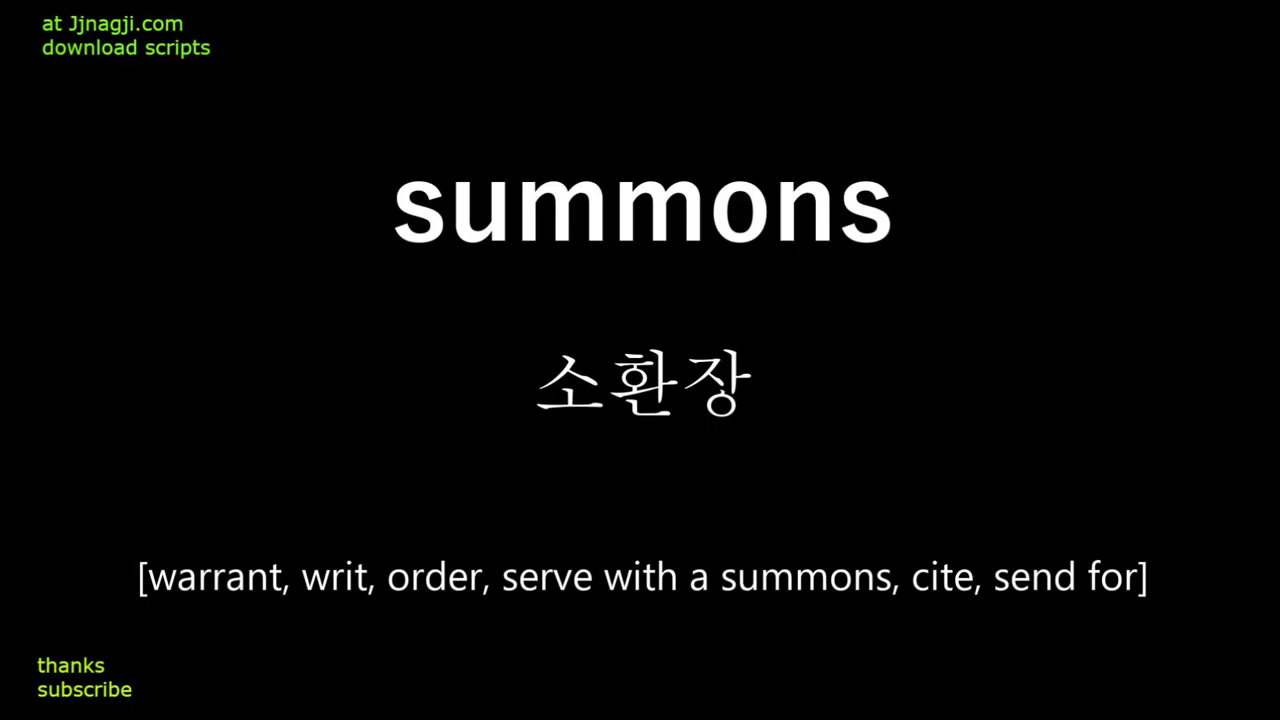 at Jjnagji.com
download scripts
summons
소환장
[warrant, writ, order, serve with a summons, cite, send for]
thanks
subscribe